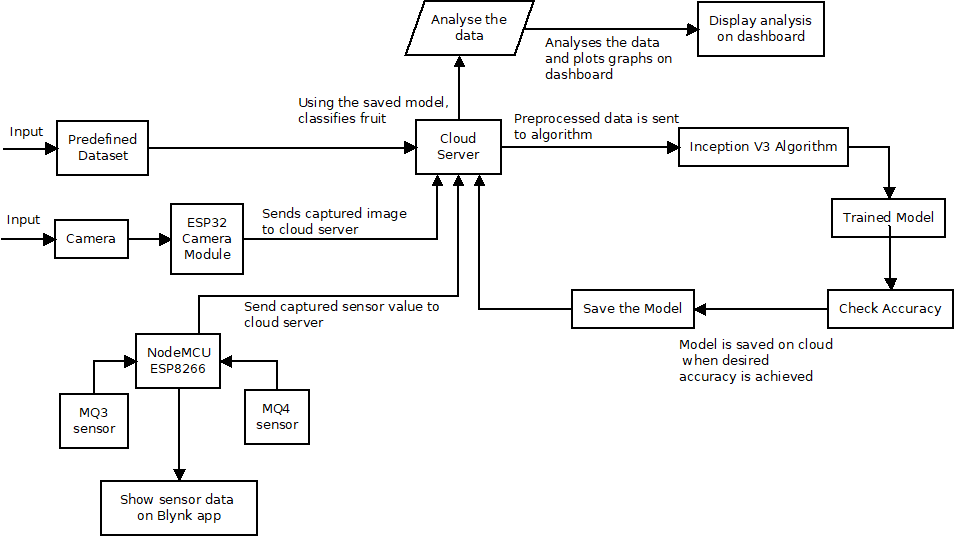 Analyse the
data
Display analysis
on dashboard
Analyses the data
and plots graphs on
dashboard
Using the saved model,
classifies fruit
Preprocessed data is sent
to algorithm
Input
Predefined
Dataset
Cloud
Server
Inception V3 Algorithm
Input
Camera
ESP32
Camera
Module
Sends captured image
to cloud server
Trained Model
Send captured sensor value to
cloud server
Save the Model
Check Accuracy
Model is saved on cloud
when desired
accuracy is achieved
NodeMCU
ESP8266
MQ3
sensor
MQ4
sensor
Show sensor data
on Blynk app